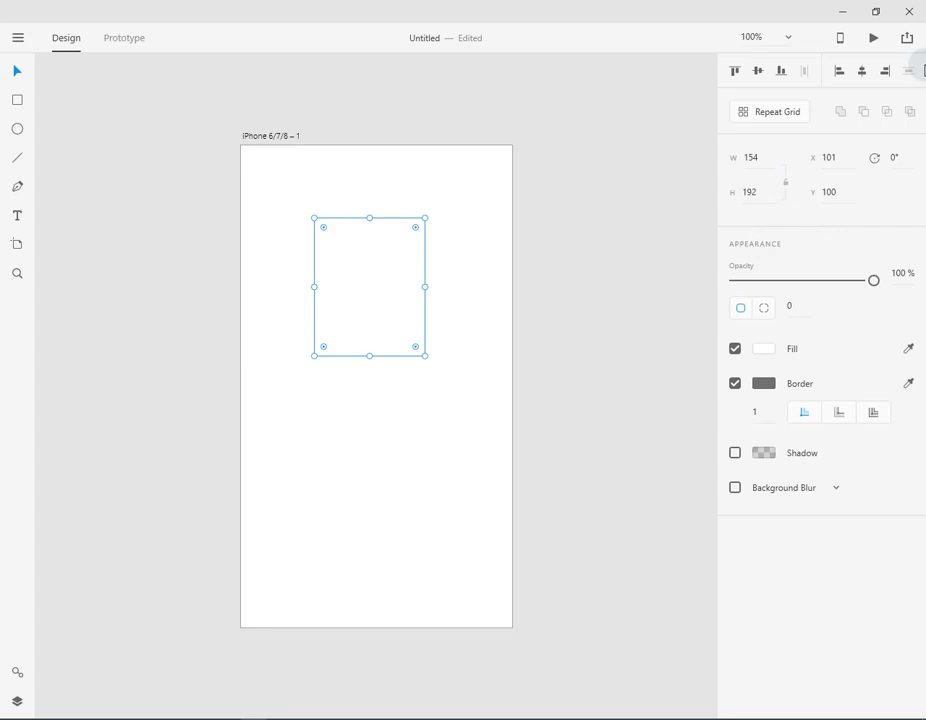 Design Prototype Untitled — Edited 100%
iPhone 6/7/8 – 1
Repeat Grid
W 154 X 101 0°
H 192 Y 100
APPEARANCE
Opacity
100 %
0
Fill
Border
1
Shadow
Background Blur
T